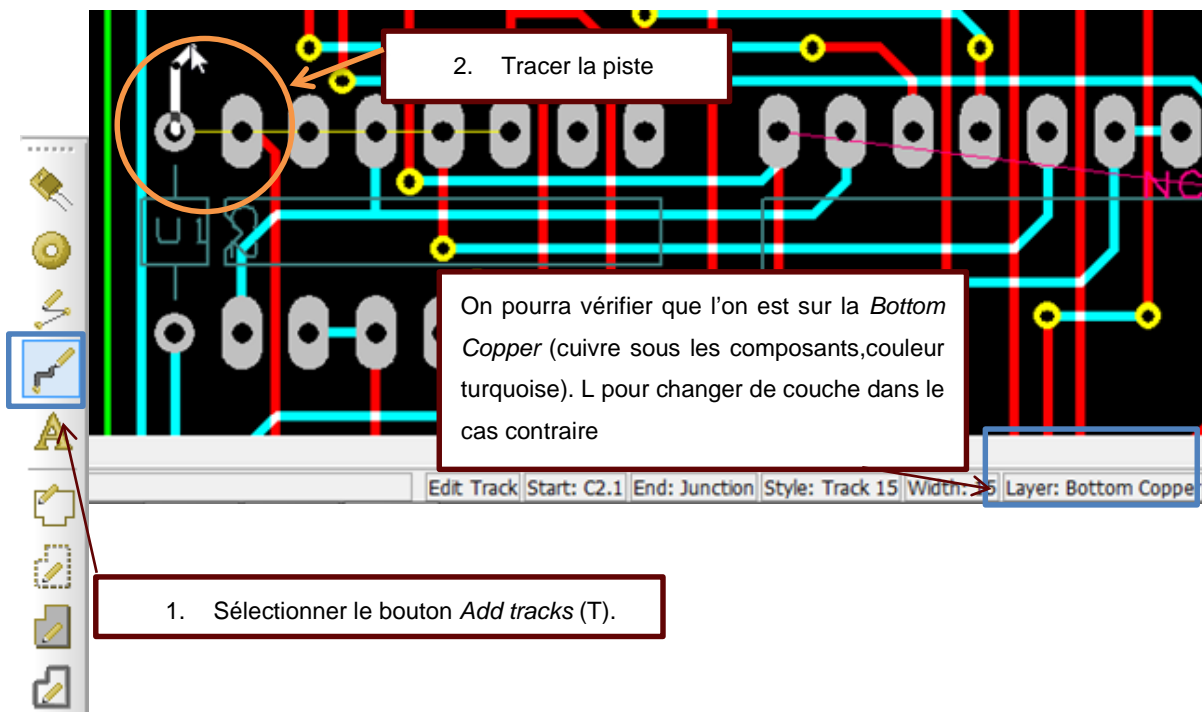 2. Tracer la piste
NC
U1
On pourra vérifier que l'on est sur la Bottom
Copper (cuivre sous les composants,couleur
turquoise). L pour changer de couche dans le
cas contraire
Edit Track Start: C2.1 End: Junction Style: Track 15 Layer: Bottom Coppe
1. Sélectionner le bouton Add tracks (T).